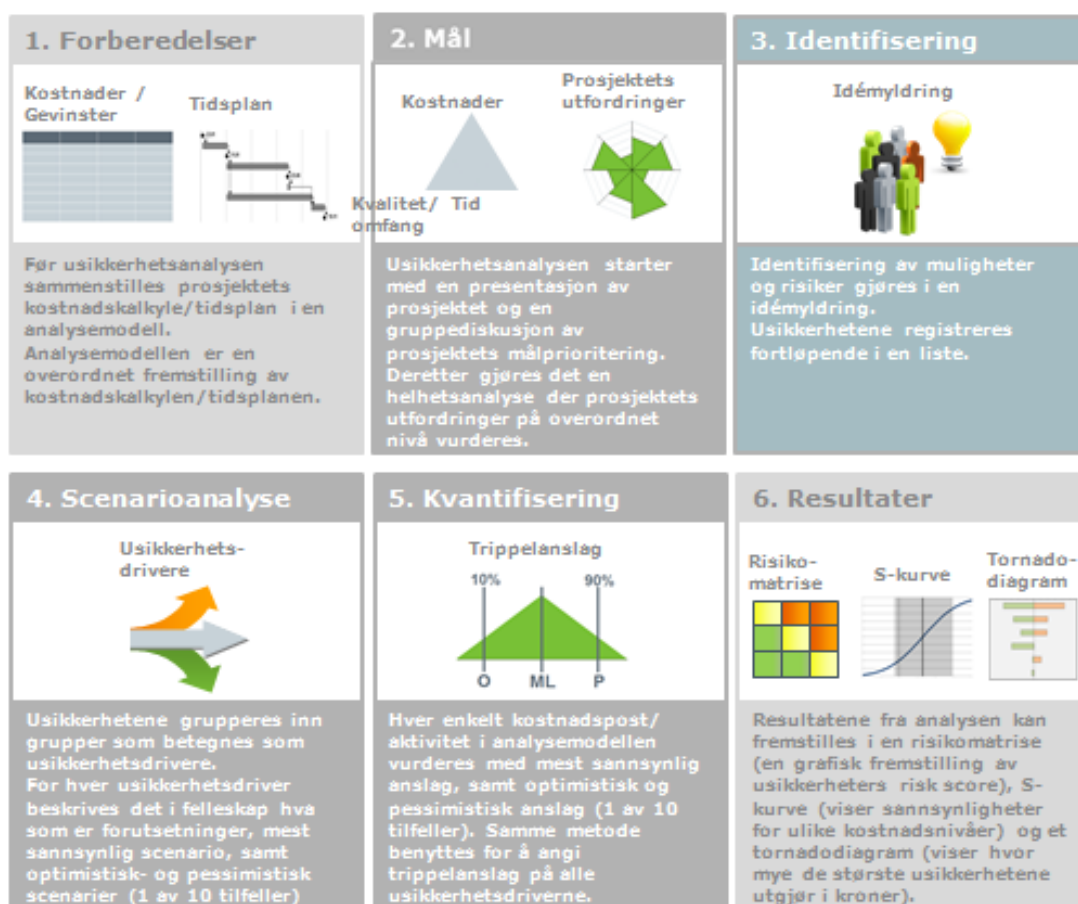 1. Forberedelser
Kostnader /
Gevinster
Tidsplan
Før usikkerhetsanalysen
sammenstilles prosjektets
kostnadskalkyle/tidsplan i en
analysemodell.
Analysemodellen er en
overordnet fremstilling av
kostnadskalkylen/tidsplanen.
2. Mål
Kostnader
Prosjektets
utfordringer
Kvalitet/ Tid
omfang
Usikkerhetsanalysen starter
med en presentasjon av
prosjektet og en
gruppediskusjon av
prosjektets målprioritering.
Deretter gjøres det en
helhetsanalyse der prosjektets
utfordringer på overordnet
nivå vurderes.
3. Identifisering
Idémyldring
Identifisering av muligheter
og risiker gjøres i en
idémyldring.
Usikkerhetene registreres
fortløpende i en liste.
4. Scenarioanalyse
Usikkerhets-
drivere
Usikkerhetene grupperes inn
grupper som betegnes som
usikkerhetsdrivere.
For hver usikkerhetsdriver
beskrives det i felleskap hva
som er forutsetninger, mest
sannsynlig scenario, samt
optimistisk- og pessimistisk
scenarier (1 av 10 tilfeller)
5. Kvantifisering
Trippelanslag
10% 90%
O ML P
Hver enkelt kostnadspost/
aktivitet i analysemodellen
vurderes med mest sannsynlig
anslag, samt optimistisk og
pessimistisk anslag (1 av 10
tilfeller). Samme metode
benyttes for å angi
trippelanslag på alle
usikkerhetsdriverne.
6. Resultater
Risiko-
matrise
S-kurve
Tornado-
diagram
Resultatene fra analysen kan
fremstilles i en risikomatrise
(en grafisk fremstilling av
usikkerheters risk score), S-
kurve (viser sannsynligheter
for ulike kostnadsnivåer) og et
tornadodiagram (viser hvor
mye de største usikkerhetene
utgjør i kroner).